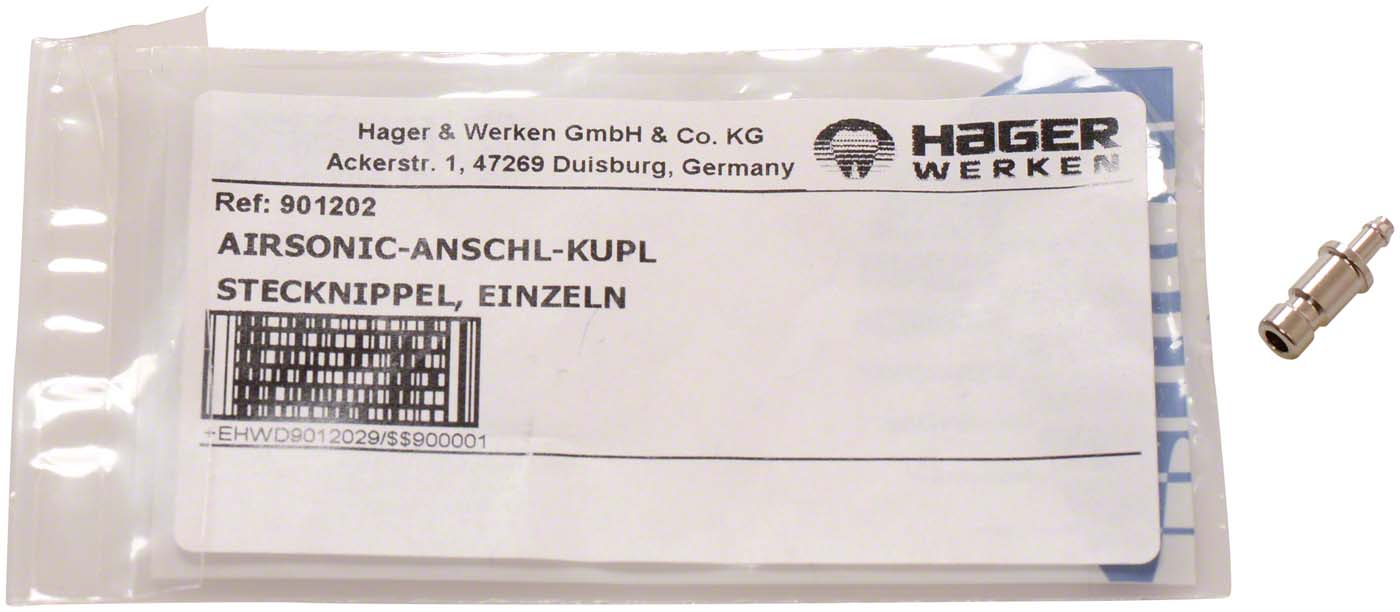 Hager & Werken GmbH & Co. KG
Ackerstr. 1, 47269 Duisburg, Germany
HaGER
WERKEN
Ref: 901202
AIRSONIC-ANSCHL-KUPL
STECKNIPPEL, EINZELN
+EHWD9012029/$$900001